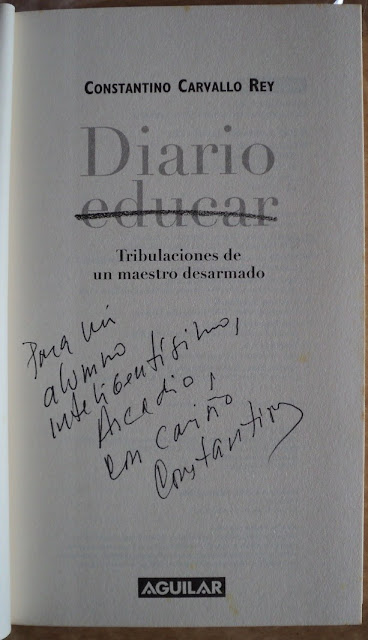 CONSTANTINO CARVALLO REY
Diario
educar
Tribulaciones de
un maestro desarmado
Para mi
alumno
inteligentísimo,
Arcadio,
con cariño
Constantino
AGUILAR